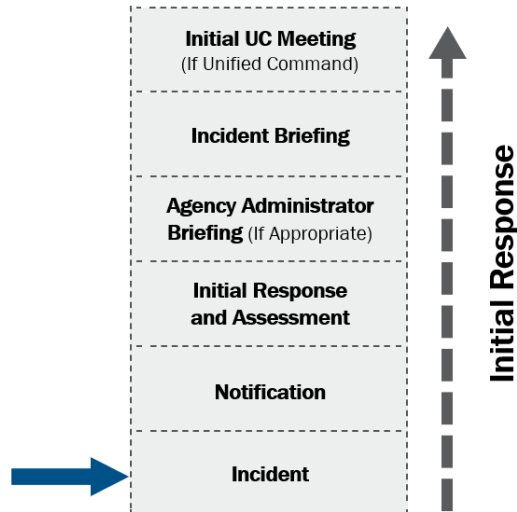 Initial UC Meeting
(If Unified Command)
Incident Briefing
Agency Administrator
Briefing (If Appropriate)
Initial Response
and Assessment
Notification
Incident
Initial Response